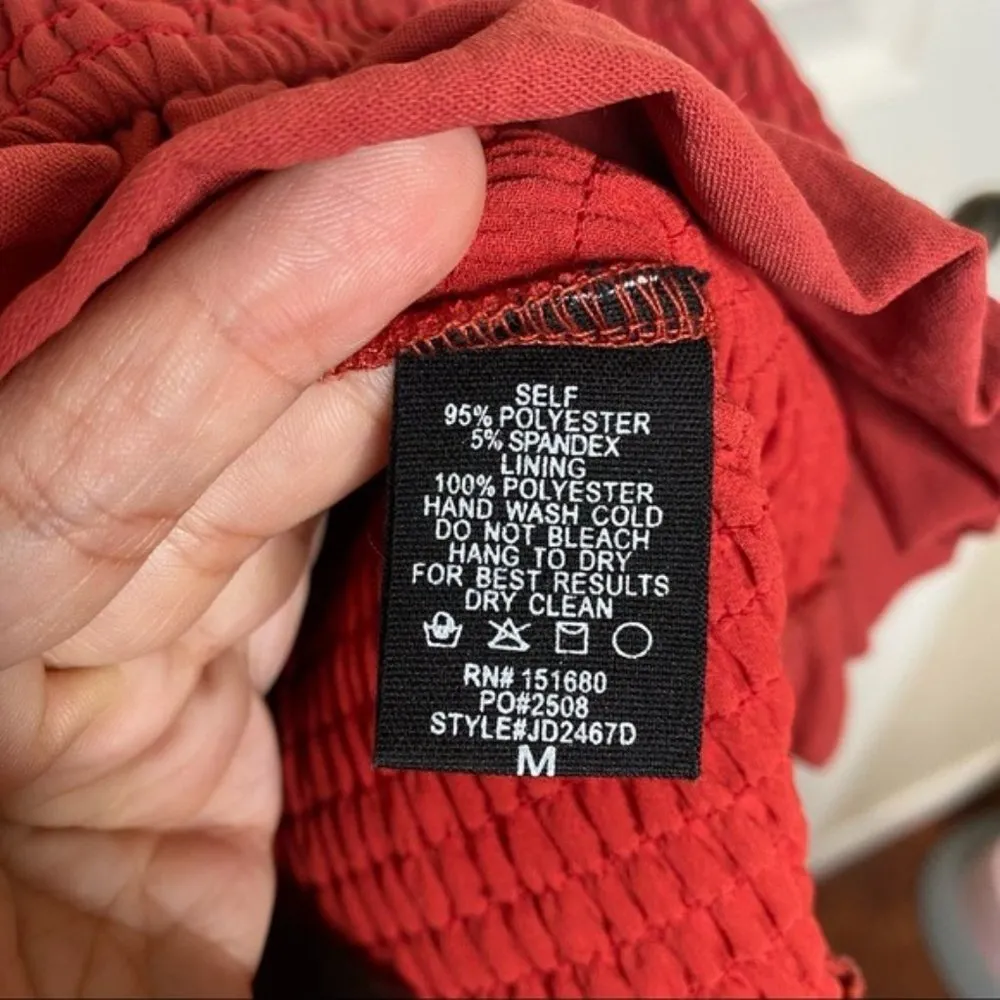 SELF
95% POLYESTER
5% SPANDEX
LINING
100% POLYESTER
HAND WASH COLD
DO NOT BLEACH
HANG TO DRY
FOR BEST RESULTS
DRY CLEAN
RN# 151680
PO#2508
STYLE#JD2467D
M